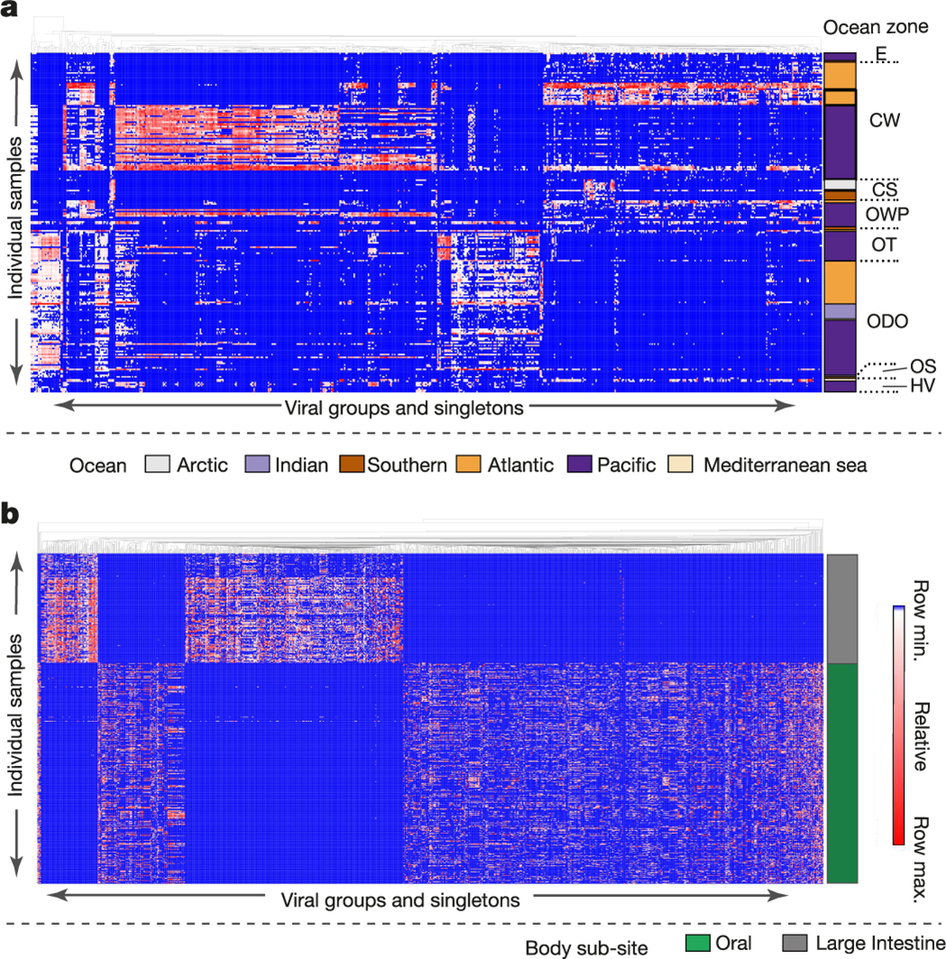 a
Ocean zone
E
CW
CS
OWP
OT
ODO
OS
HV
Individual samples
Viral groups and singletons
Ocean Arctic Indian Southern Atlantic Pacific Mediterranean sea
b
Individual samples
Row min.
Relative
Row max.
Viral groups and singletons
Body sub-site Oral Large Intestine